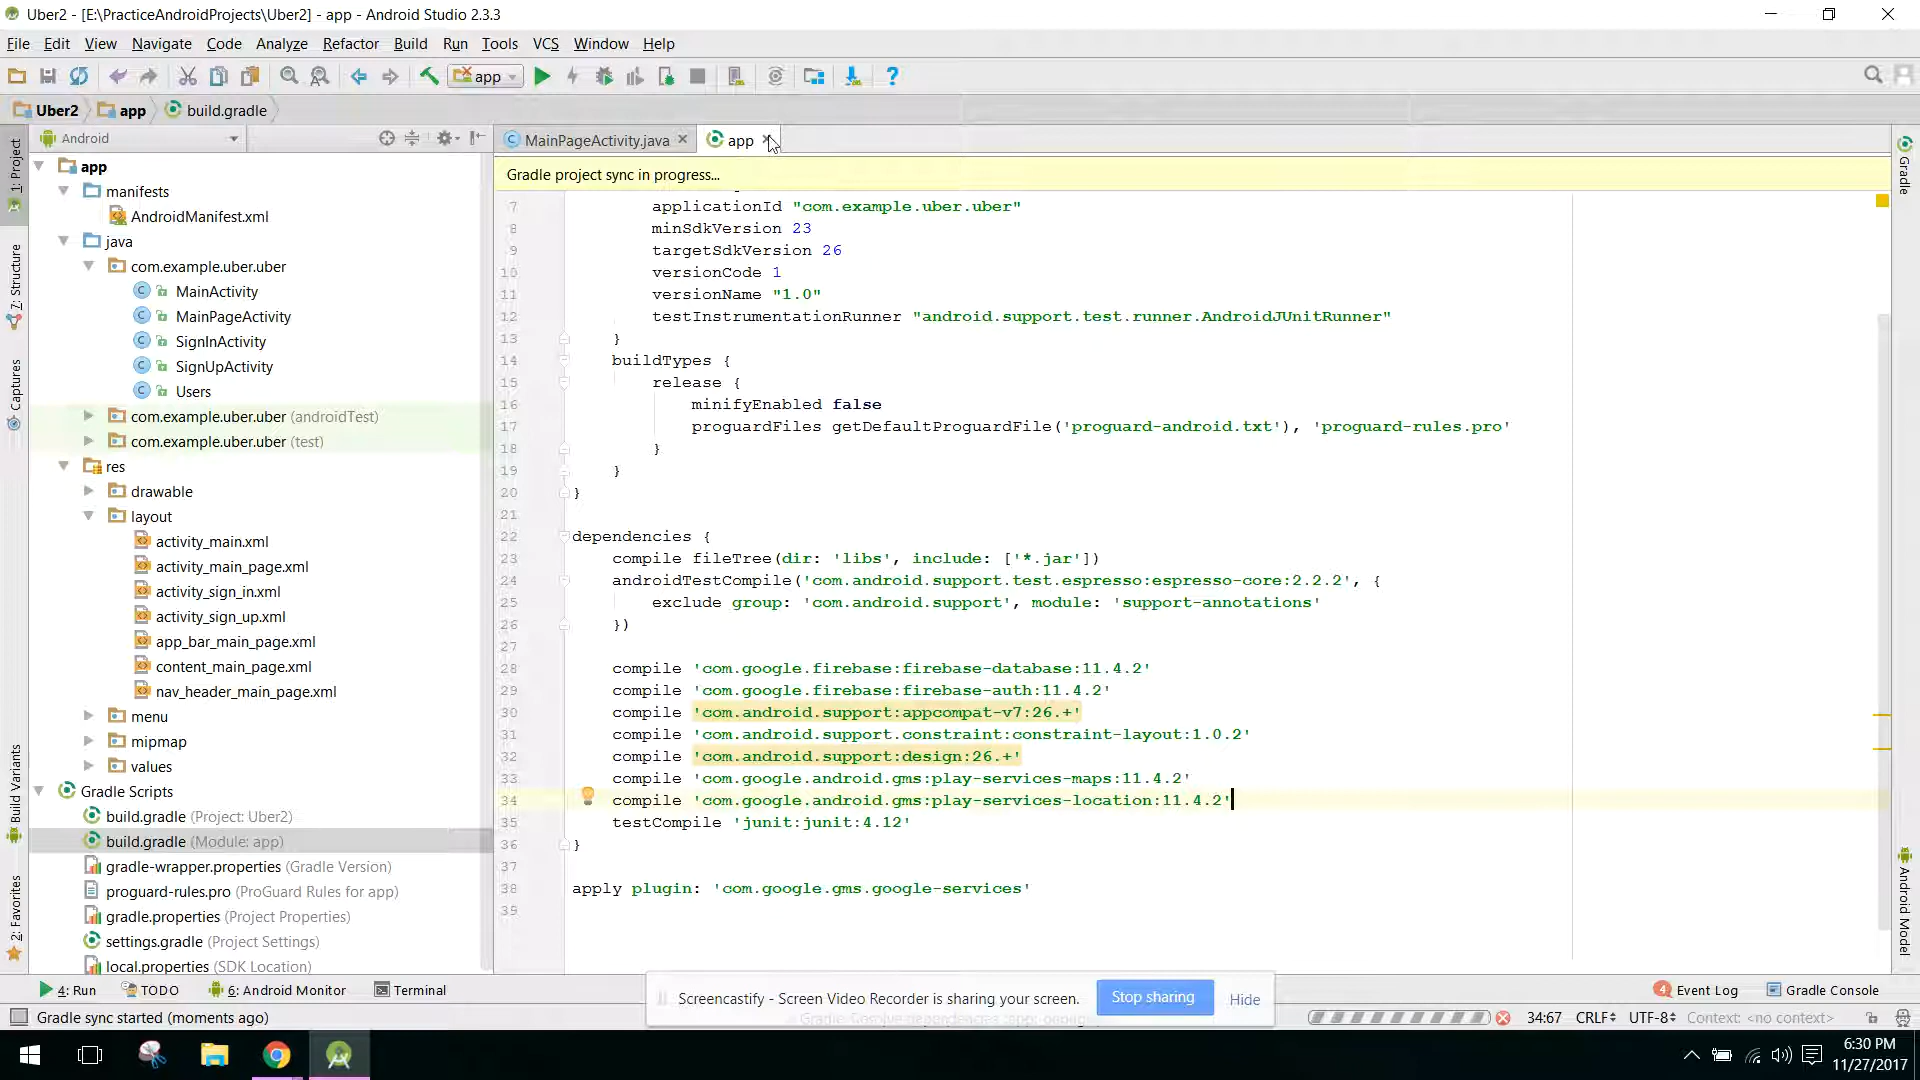 Uber2 - [E:\PracticeAndroidProjects\Uber2] - app - Android Studio 2.3.3
File Edit View Navigate Code Analyze Refactor Build Run Tools VCS Window Help
app
Uber2 app build.gradle
Android
MainPageActivity.java app
Gradle project sync in progress...
1: Project
7: Structure
Captures
Build Variants
2: Favorites
app
manifests
AndroidManifest.xml
java
com.example.uber.uber
MainActivity
MainPageActivity
SignInActivity
SignUpActivity
Users
com.example.uber.uber (androidTest)
com.example.uber.uber (test)
res
drawable
layout
activity_main.xml
activity_main_page.xml
activity_sign_in.xml
activity_sign_up.xml
app_bar_main_page.xml
content_main_page.xml
nav_header_main_page.xml
menu
mipmap
values
Gradle Scripts
build.gradle (Project: Uber2)
build.gradle (Module: app)
gradle-wrapper.properties (Gradle Version)
proguard-rules.pro (ProGuard Rules for app)
gradle.properties (Project Properties)
settings.gradle (Project Settings)
local.properties (SDK Location)
7 applicationId "com.example.uber.uber"
8 minSdkVersion 23
9 targetSdkVersion 26
10 versionCode 1
11 versionName "1.0"
12 testInstrumentationRunner "android.support.test.runner.AndroidJUnitRunner"
13 }
14 buildTypes {
15 release {
16 minifyEnabled false
17 proguardFiles getDefaultProguardFile('proguard-android.txt'), 'proguard-rules.pro'
18 }
19 }
20 }
21
22 dependencies {
23 compile fileTree(dir: 'libs', include: ['*.jar'])
24 androidTestCompile('com.android.support.test.espresso:espresso-core:2.2.2', {
25 exclude group: 'com.android.support', module: 'support-annotations'
26 })
27
28 compile 'com.google.firebase:firebase-database:11.4.2'
29 compile 'com.google.firebase:firebase-auth:11.4.2'
30 compile 'com.android.support:appcompat-v7:26.+'
31 compile 'com.android.support.constraint:constraint-layout:1.0.2'
32 compile 'com.android.support:design:26.+'
33 compile 'com.google.android.gms:play-services-maps:11.4.2'
34 compile 'com.google.android.gms:play-services-location:11.4.2'
35 testCompile 'junit:junit:4.12'
36 }
37
38 apply plugin: 'com.google.gms.google-services'
39
Gradle
Android Model
4: Run TODO 6: Android Monitor Terminal
Screencastify - Screen Video Recorder is sharing your screen. Stop sharing Hide
4 Event Log Gradle Console
Gradle sync started (moments ago)
34:67 CRLF UTF-8 Context: <no context>
6:30 PM
11/27/2017